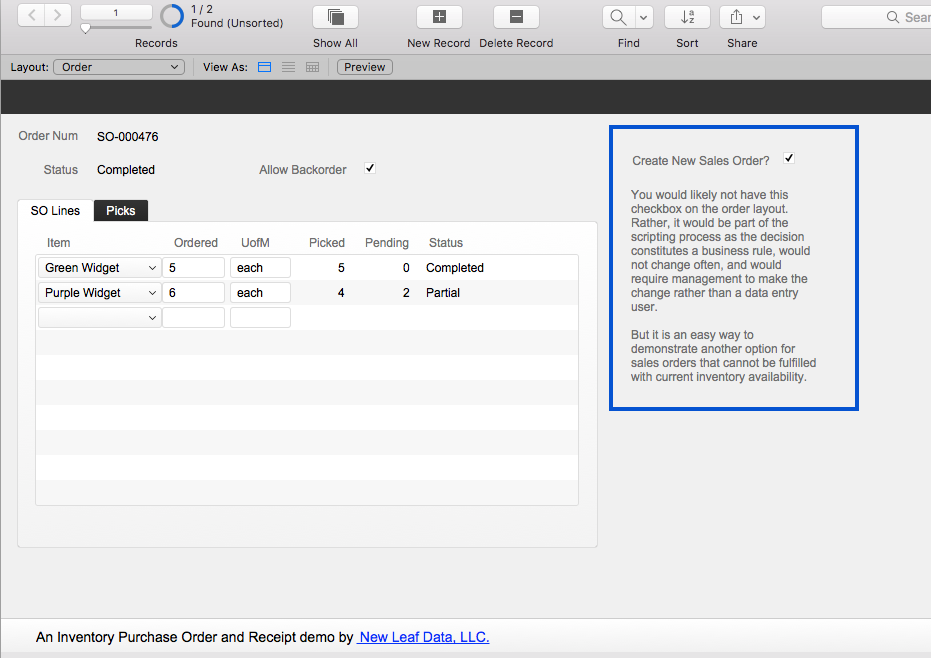 1
1 / 2
Found (Unsorted)
Sear
Records
Show All
New Record
Delete Record
Find
Sort
Share
Layout: Order
View As:
Preview
Order Num SO-000476
Status Completed
Allow Backorder
SO Lines Picks
Item Ordered UofM Picked Pending Status
Green Widget 5 each 5 0 Completed
Purple Widget 6 each 4 2 Partial
Create New Sales Order?
You would likely not have this
checkbox on the order layout.
Rather, it would be part of the
scripting process as the decision
constitutes a business rule, would
not change often, and would
require management to make the
change rather than a data entry
user.
But it is an easy way to
demonstrate another option for
sales orders that cannot be fulfilled
with current inventory availability.
An Inventory Purchase Order and Receipt demo by New Leaf Data, LLC.